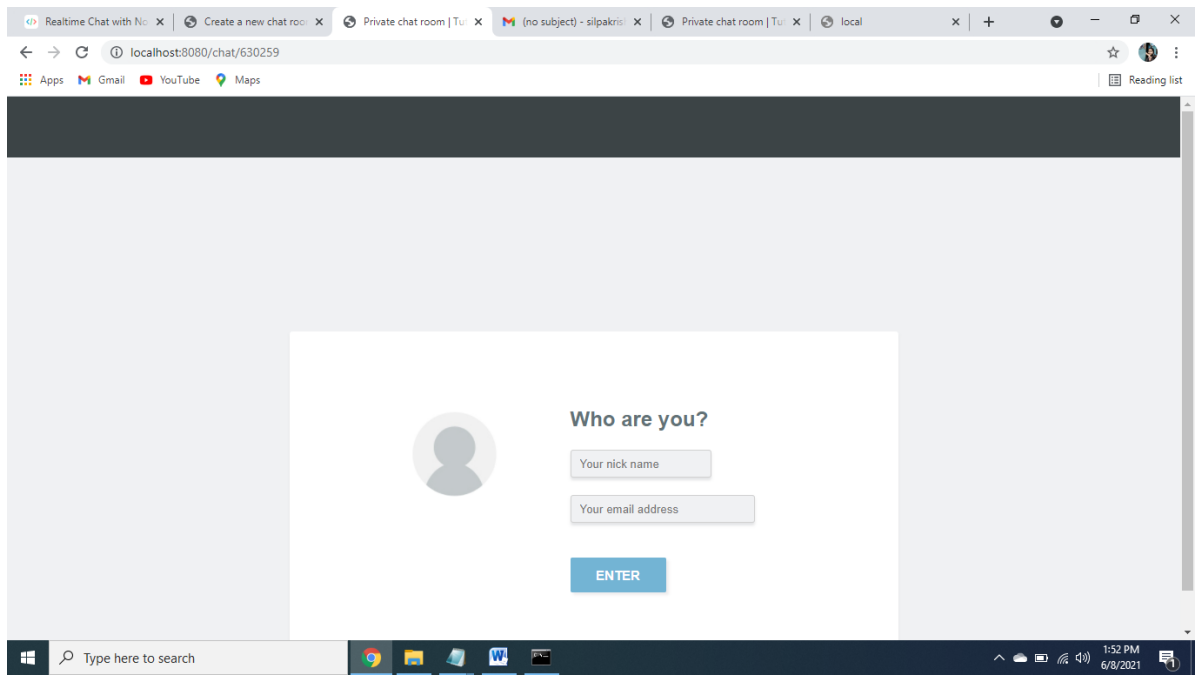 Realtime Chat with No
Create a new chat roo
Private chat room | Tu
(no subject) - silpakris
Private chat room | Tu
local
localhost:8080/chat/630259
Apps
Gmail
YouTube
Maps
Reading list
Who are you?
Your nick name
Your email address
ENTER
Type here to search
1:52 PM
6/8/2021